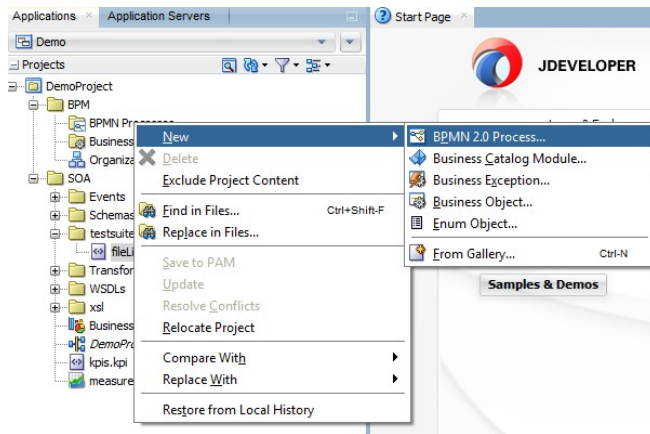 Applications
Application Servers
Start Page
Demo
Projects
JDEVELOPER
DemoProject
BPM
BPMN
New
BPMN 2.0 Process...
Business
Delete
Business Catalog Module...
Organiza
Exclude Project Content
Business Exception...
SOA
Business Object...
Events
Find in Files... Ctrl+Shift-F
Enum Object...
Schemas
Replace in Files...
testsuite
From Gallery... Ctrl-N
fileLi
Save to PAM
Transfor
Update
Samples & Demos
WSDLs
Resolve Conflicts
xsl
Relocate Project
Business
DemoPro
Compare With
kpis.kpi
Replace With
measure
Restore from Local History